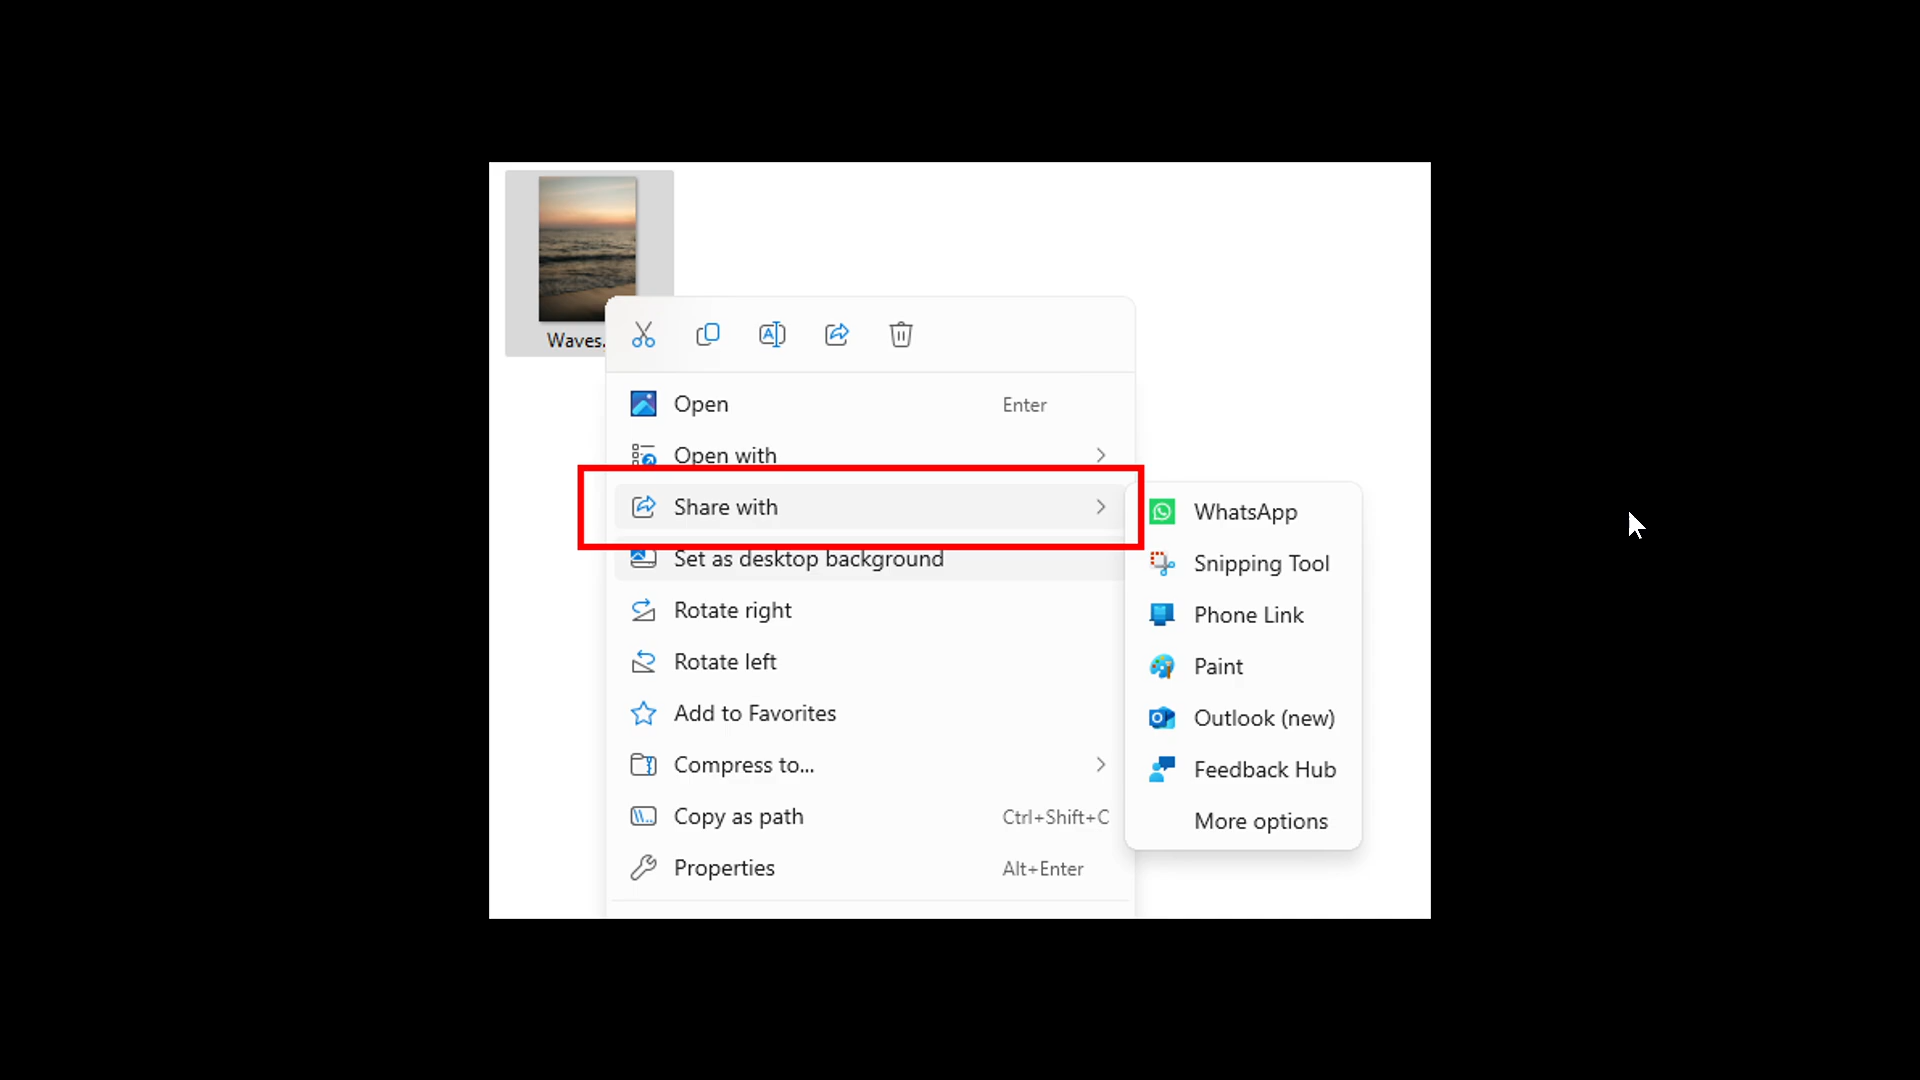 Waves.
Open Enter
Open with
Share with
Set as desktop background
Rotate right
Rotate left
Add to Favorites
Compress to...
Copy as path Ctrl+Shift+C
Properties Alt+Enter
WhatsApp
Snipping Tool
Phone Link
Paint
Outlook (new)
Feedback Hub
More options